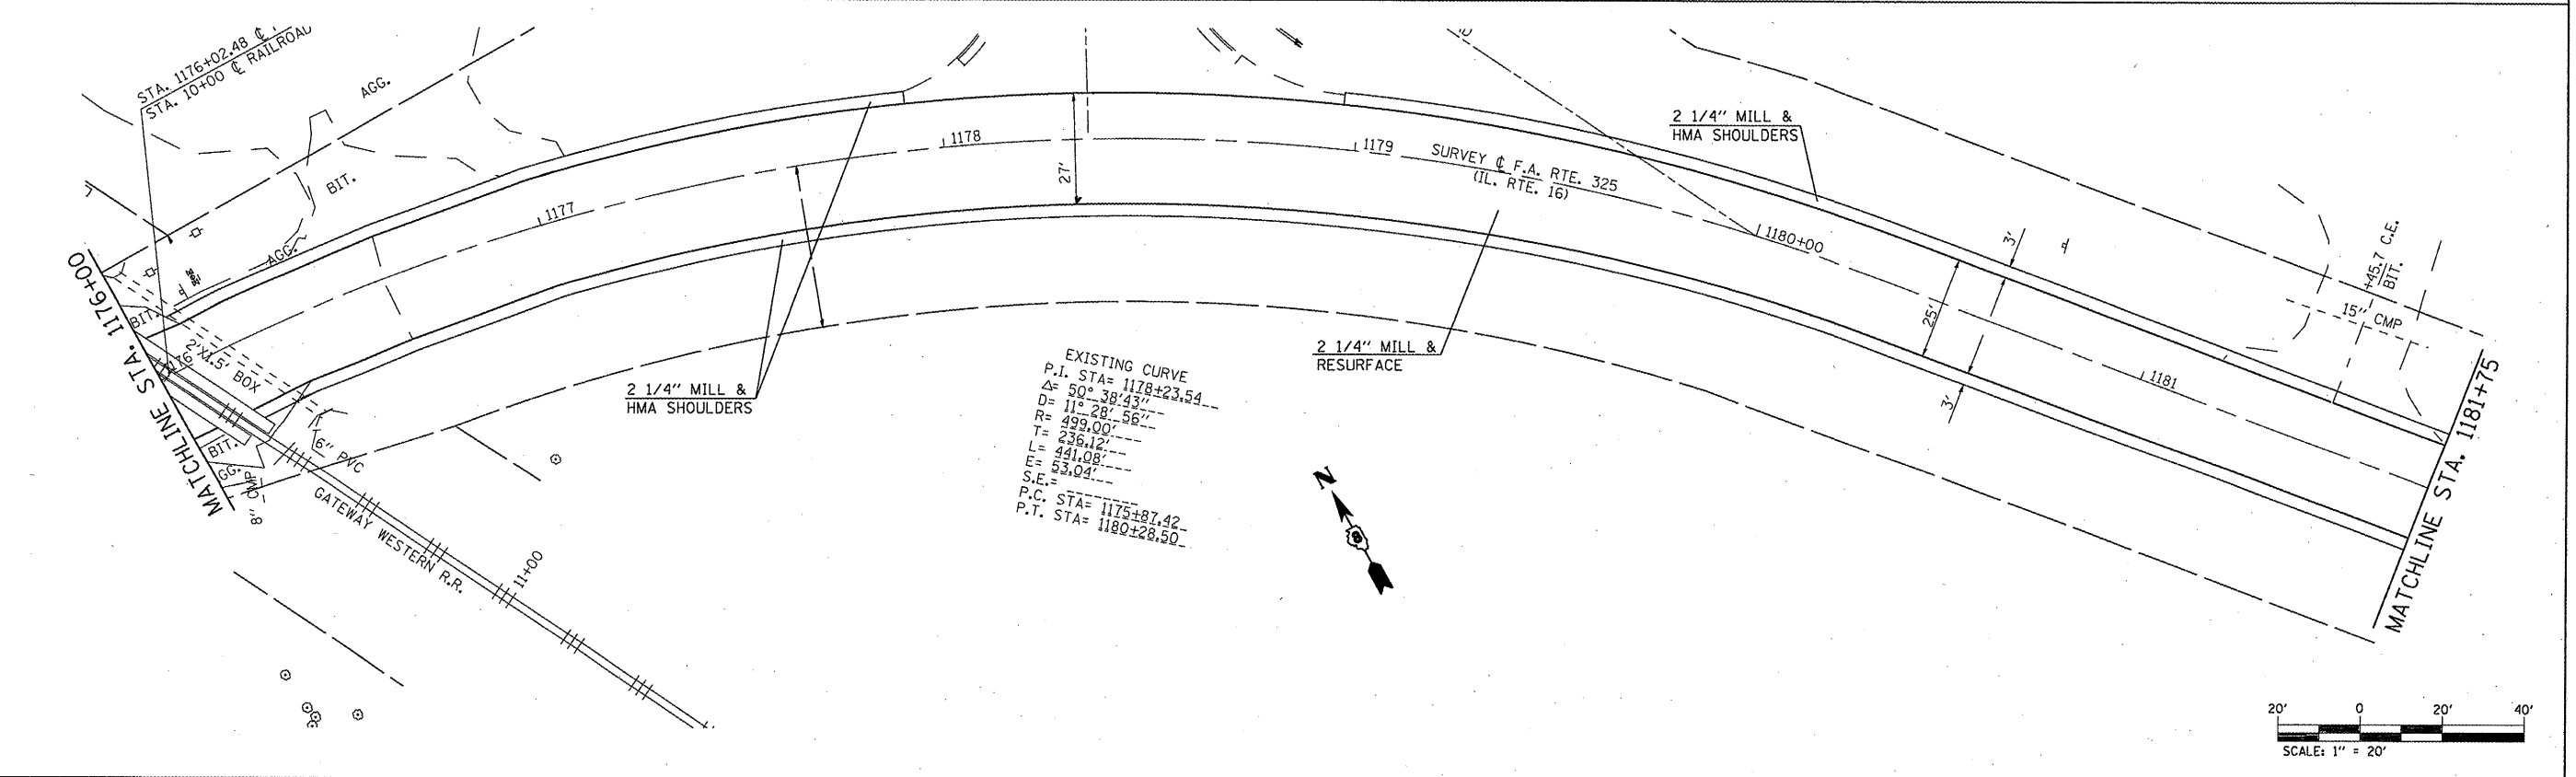 STA. 1176+02.48 ℄
STA. 10+00 ℄ RAILROAD
AGG.
BIT.
AGG.
MATCHLINE STA. 1176+00
BIT.
1176
2'X1.5' BOX
BIT.
AGG.
8" CMP
6" PVC
GATEWAY WESTERN R.R.
11+00
1177
1178
27'
1179
SURVEY ℄ F.A. RTE. 325
(IL. RTE. 16)
2 1/4" MILL &
HMA SHOULDERS
2 1/4" MILL &
HMA SHOULDERS
2 1/4" MILL &
RESURFACE
EXISTING CURVE
P.I. STA= 1178+23.54
Δ= 50° 38'43"
D= 11° 28' 56"
R= 499.00'
T= 236.12'
L= 441.08'
E= 53.04'
S.E.=
P.C. STA= 1175+87.42
P.T. STA= 1180+28.50
N
1180+00
3'
25'
3'
1181
+45.7 C.E.
BIT.
15" CMP
MATCHLINE STA. 1181+75
20' 0 20' 40'
SCALE: 1" = 20'